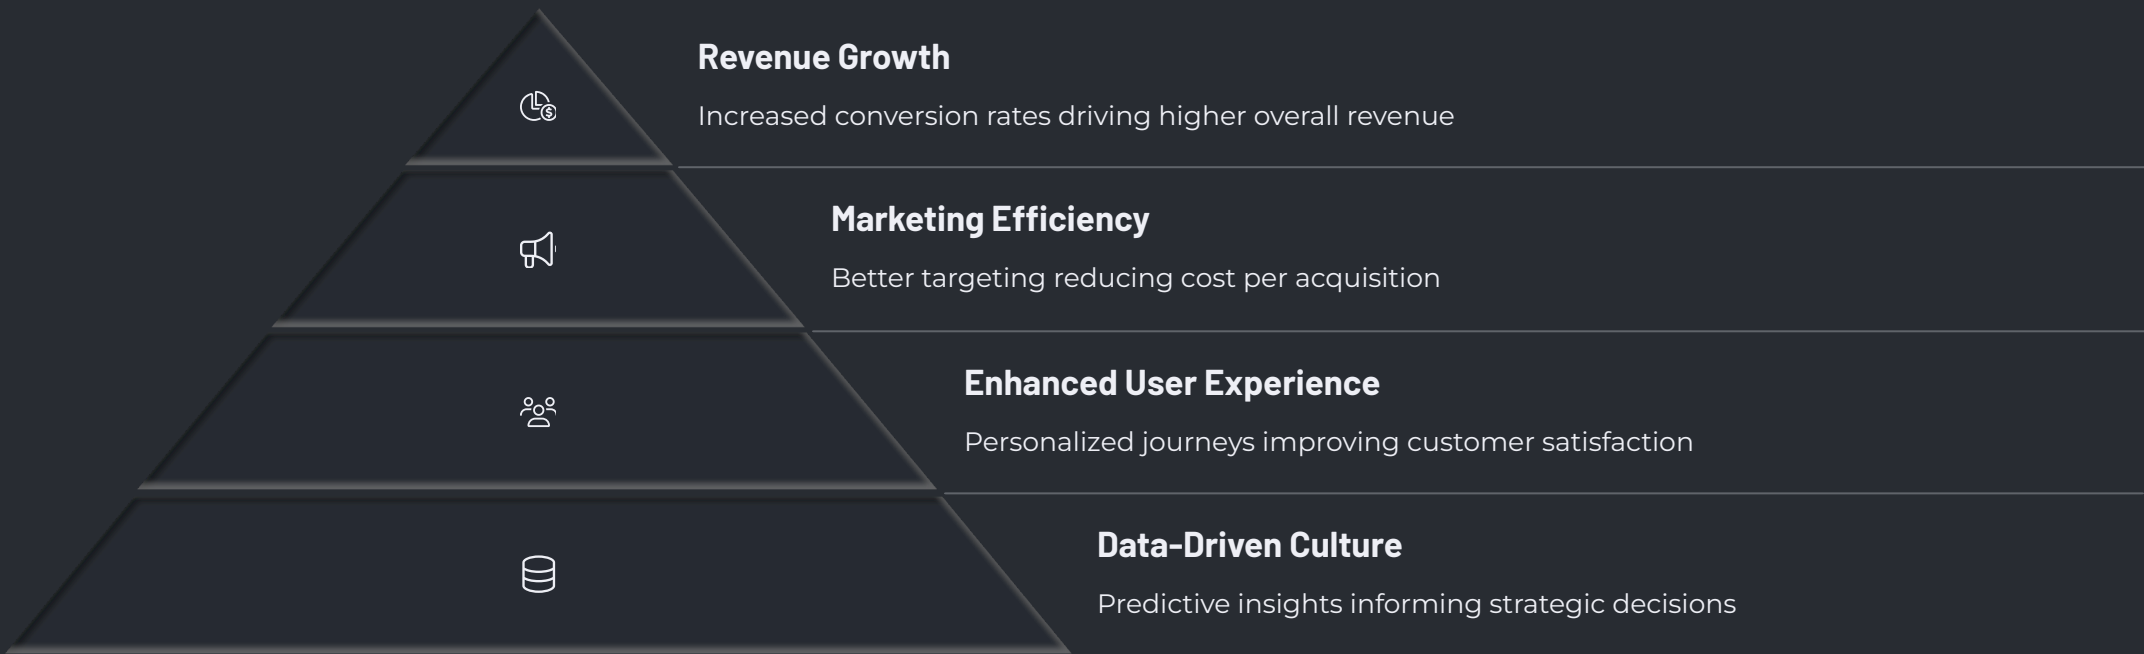 Revenue Growth
Increased conversion rates driving higher overall revenue
Marketing Efficiency
Better targeting reducing cost per acquisition
Enhanced User Experience
Personalized journeys improving customer satisfaction
Data-Driven Culture
Predictive insights informing strategic decisions